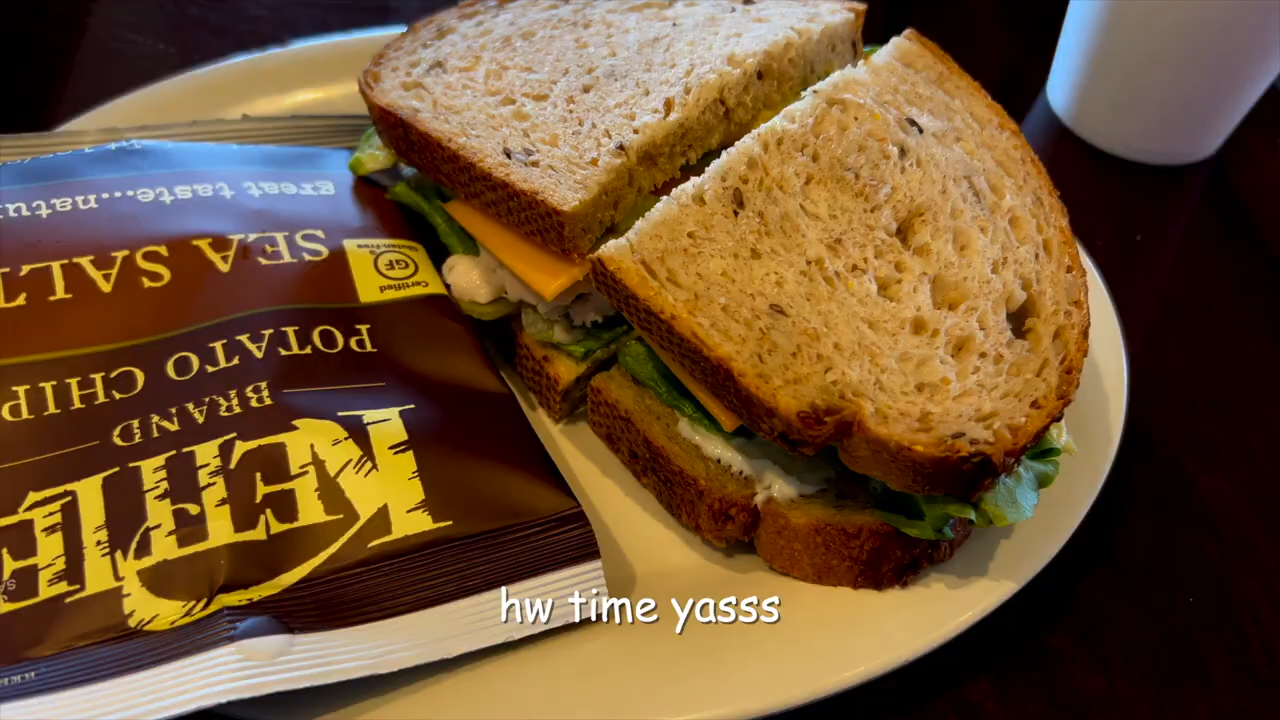 KETTLE
BRAND
POTATO CHIP
SEA SALT
Certified
GF
Gluten-Free
great taste...natu
hw time yasss